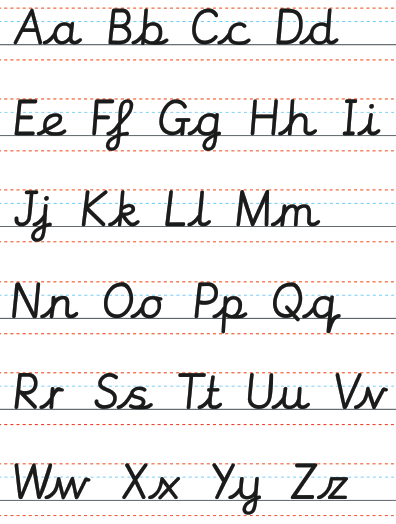 Aa Bb Cc Dd
Ee Ff Gg Hh Ii
Jj Kk Ll Mm
Nn Oo Pp Qq
Rr Ss Tt Uu Vv
Ww Xx Yy Zz